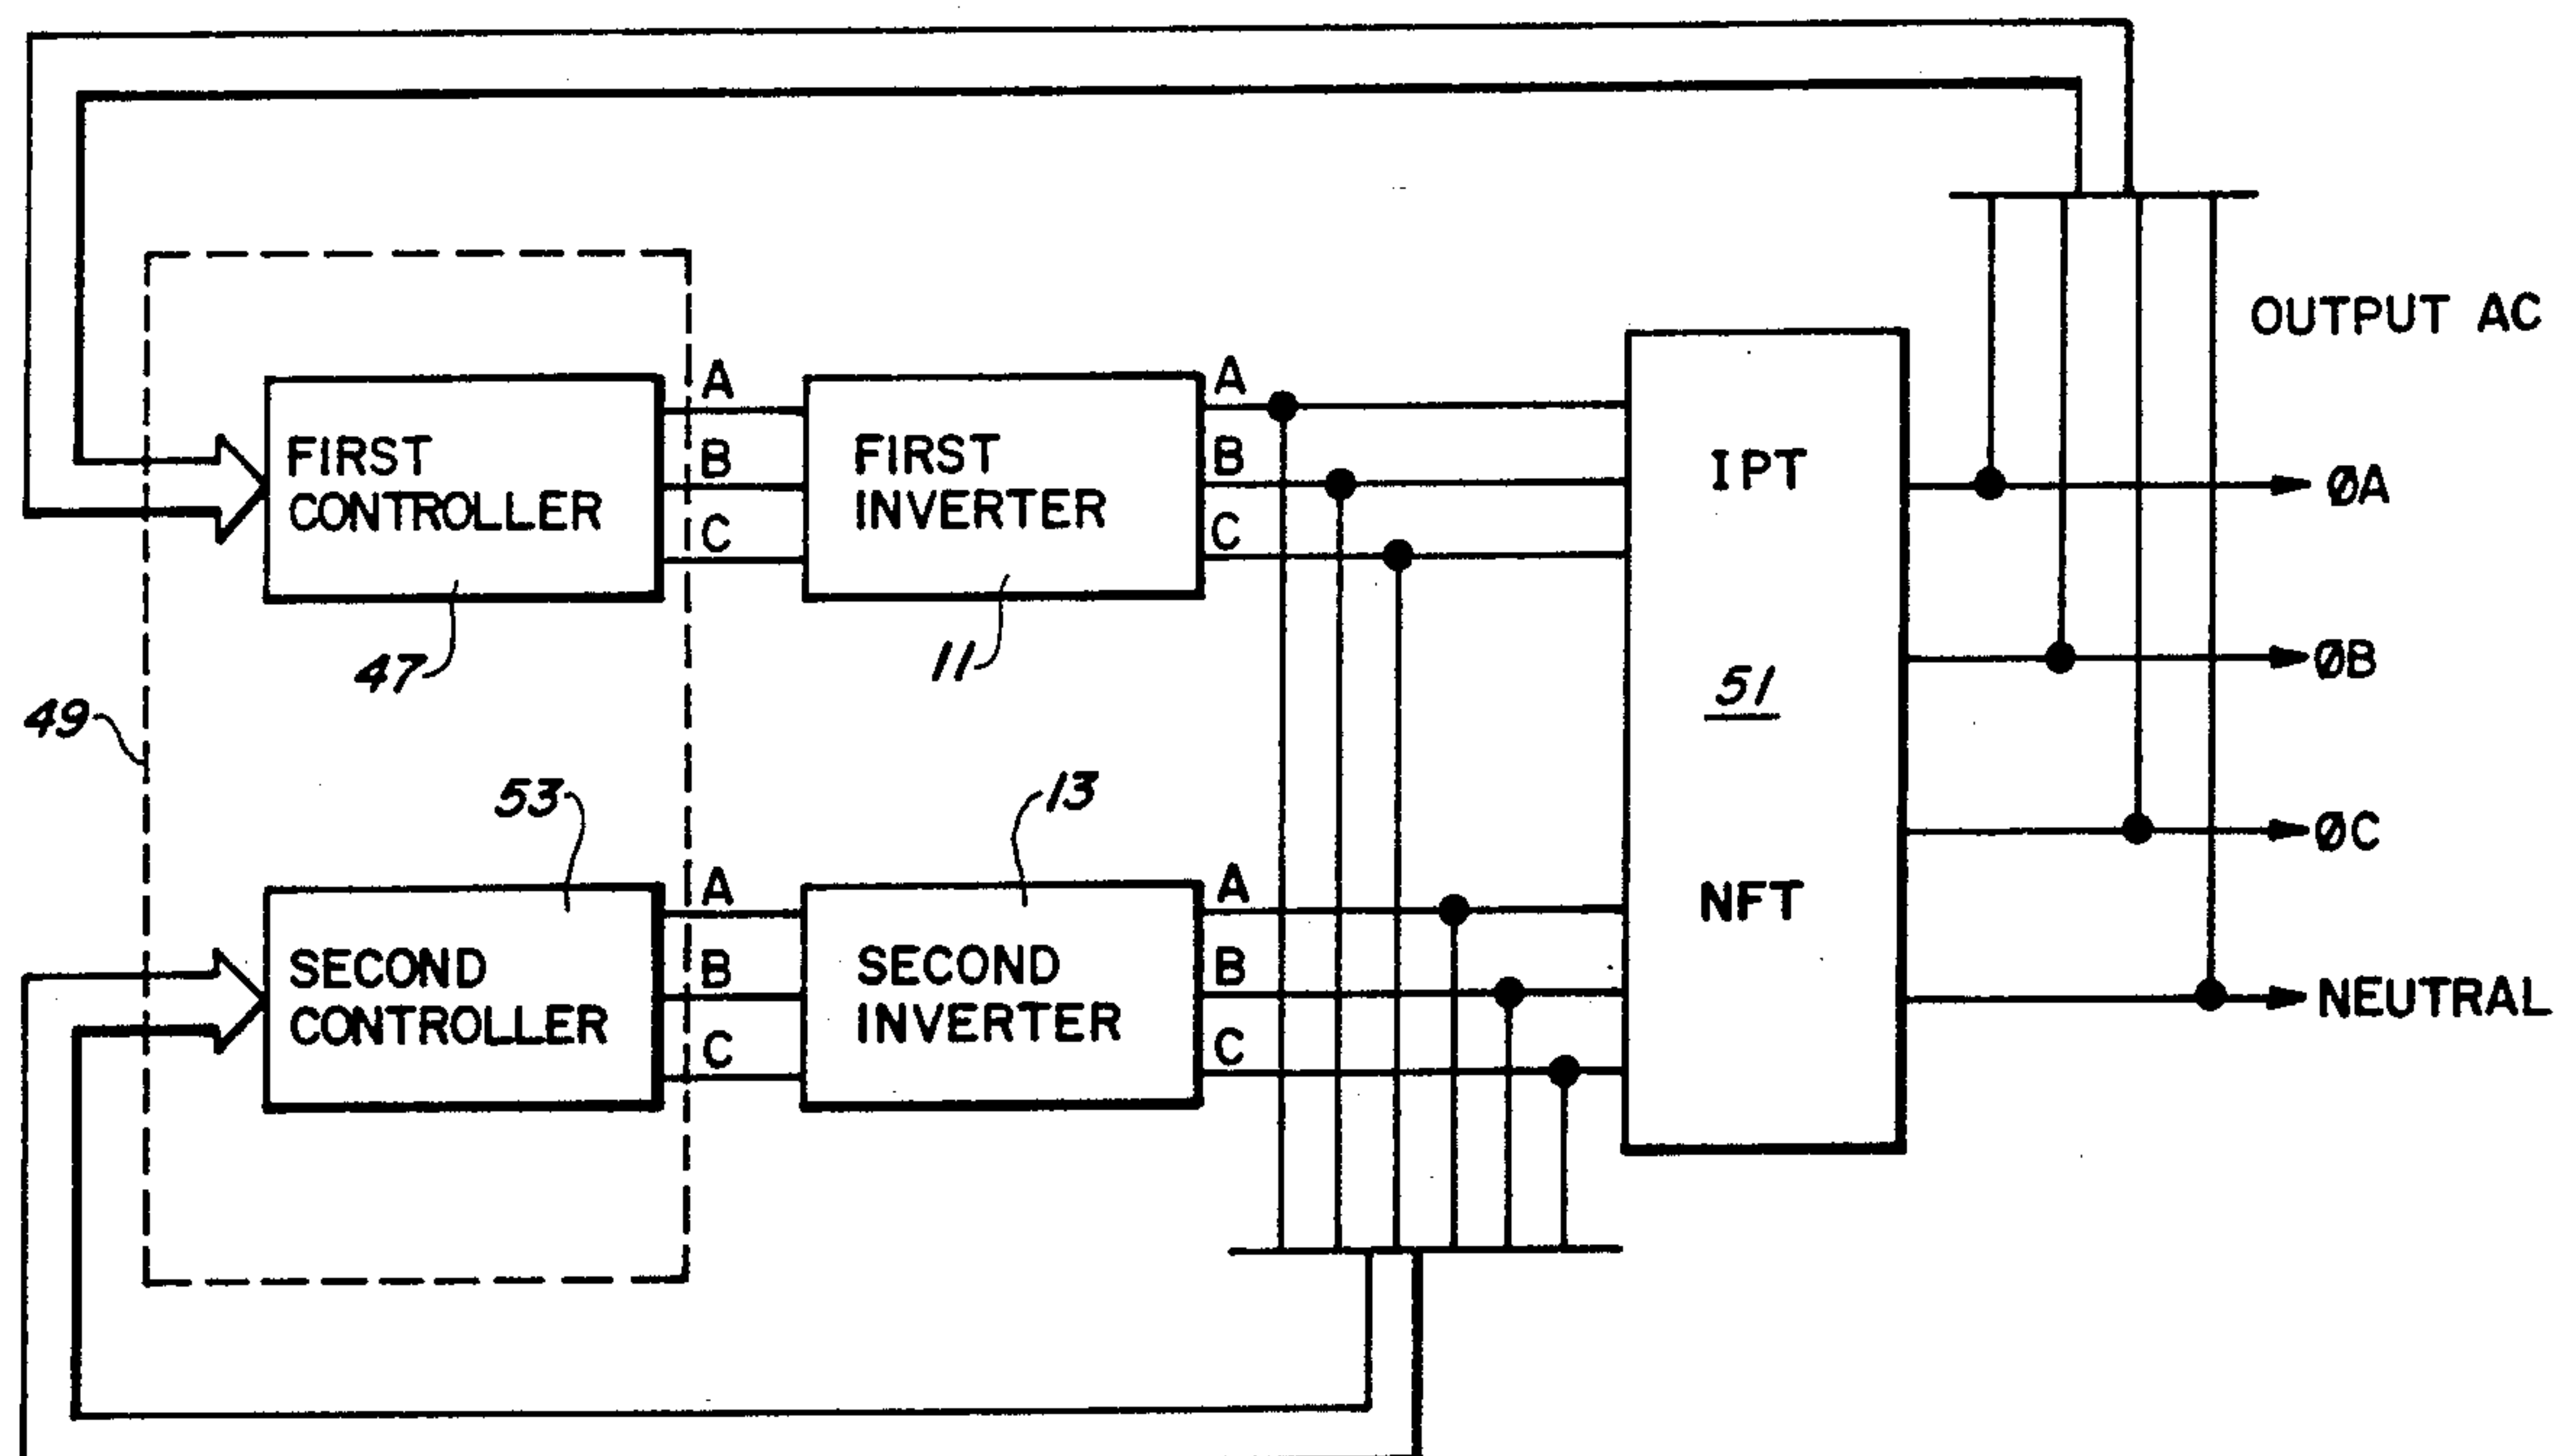 OUTPUT AC
FIRST
CONTROLLER
47
A
B
C
FIRST
INVERTER
11
A
B
C
IPT
51
NFT
ØA
ØB
ØC
NEUTRAL
49
53
SECOND
CONTROLLER
A
B
C
13
SECOND
INVERTER
A
B
C